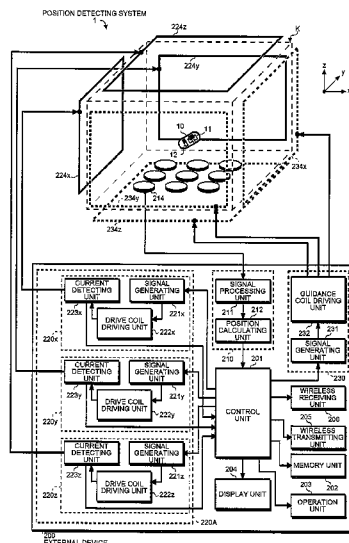 POSITION DETECTING SYSTEM
1
224z
K
224y
z
y
x
10
11
12
224x
234y
214
234x
234z
CURRENT DETECTING UNIT
SIGNAL GENERATING UNIT
223x
221x
DRIVE COIL DRIVING UNIT
222x
220x
CURRENT DETECTING UNIT
SIGNAL GENERATING UNIT
223y
221y
DRIVE COIL DRIVING UNIT
222y
220y
CURRENT DETECTING UNIT
SIGNAL GENERATING UNIT
223z
221z
DRIVE COIL DRIVING UNIT
222z
220z
220A
SIGNAL PROCESSING UNIT
211
212
POSITION CALCULATING UNIT
210
201
CONTROL UNIT
204
DISPLAY UNIT
GUIDANCE COIL DRIVING UNIT
232
231
SIGNAL GENERATING UNIT
230
WIRELESS RECEIVING UNIT
206
205
WIRELESS TRANSMITTING UNIT
MEMORY UNIT
203
202
OPERATION UNIT
200
EXTERNAL DEVICE